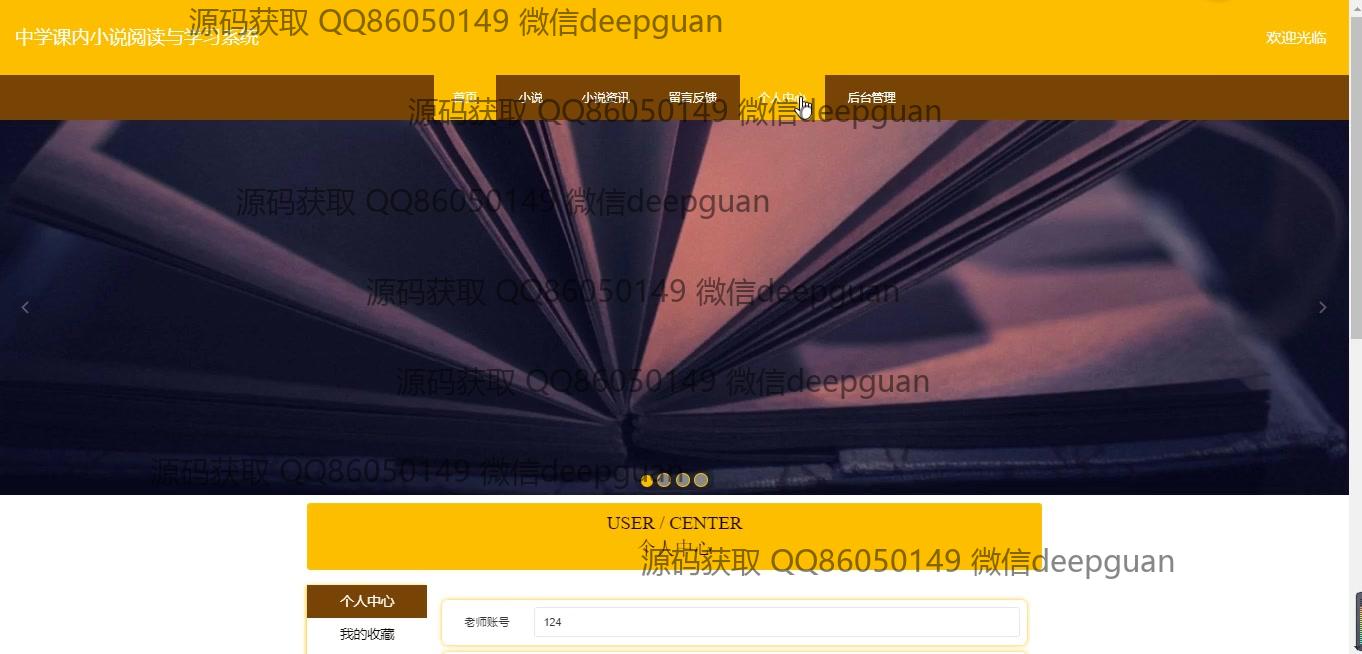 源码获取 QQ86050149 微信deepguan
中学课内小说阅读与学习系统
欢迎光临
首页
小说
小说资讯
留言反馈
个人中心
后台管理
源码获取 QQ86050149 微信deepguan
源码获取 QQ86050149 微信deepguan
源码获取 QQ86050149 微信deepguan
源码获取 QQ86050149 微信deepguan
源码获取 QQ86050149 微信deepguan
USER / CENTER
个人中心
源码获取 QQ86050149 微信deepguan
个人中心
老师账号
124
我的收藏